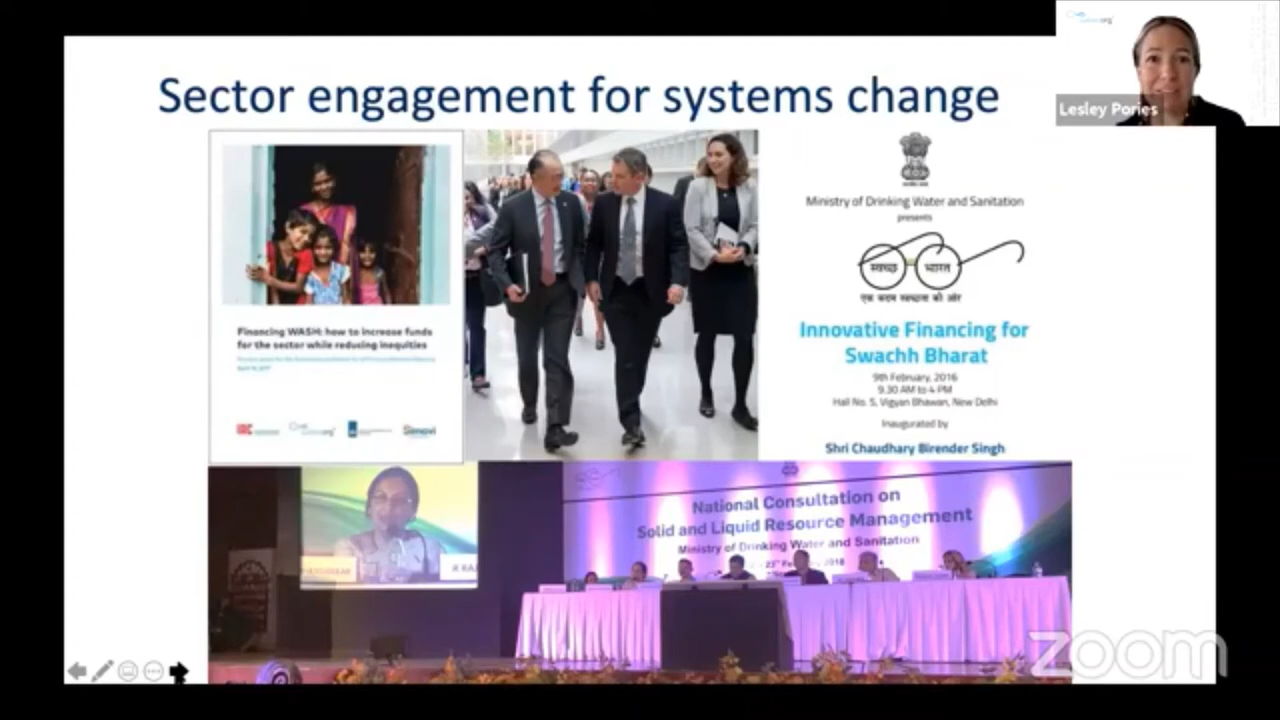 Sector engagement for systems change
Lesley Pories
Financing WASH: how to increase funds
for the sector while reducing inequities
Ministry of Drinking Water and Sanitation
presents
स्वच्छ भारत
एक कदम स्वच्छता की ओर
Innovative Financing for
Swachh Bharat
9th February, 2016
9.30 AM to 4 PM
Hall No. 5, Vigyan Bhawan, New Delhi
Inaugurated by
Shri Chaudhary Birender Singh
National Consultation on
Solid and Liquid Resource Management
Ministry of Drinking Water and Sanitation
zoom